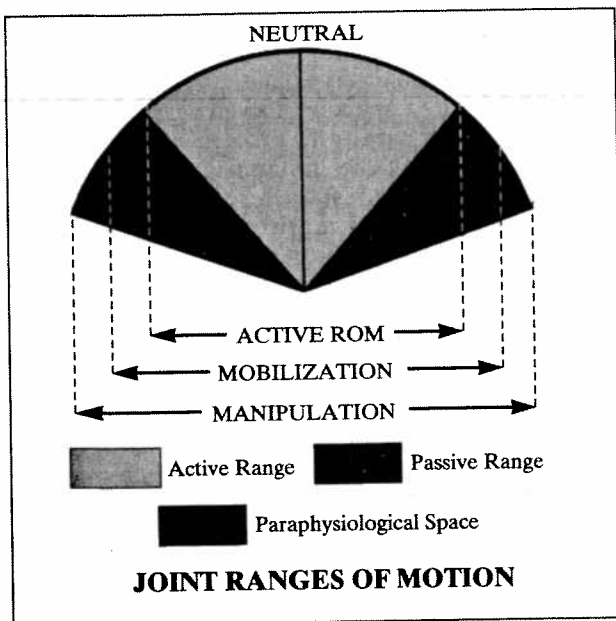 NEUTRAL
ACTIVE ROM
MOBILIZATION
MANIPULATION
Active Range
Passive Range
Paraphysiological Space
JOINT RANGES OF MOTION